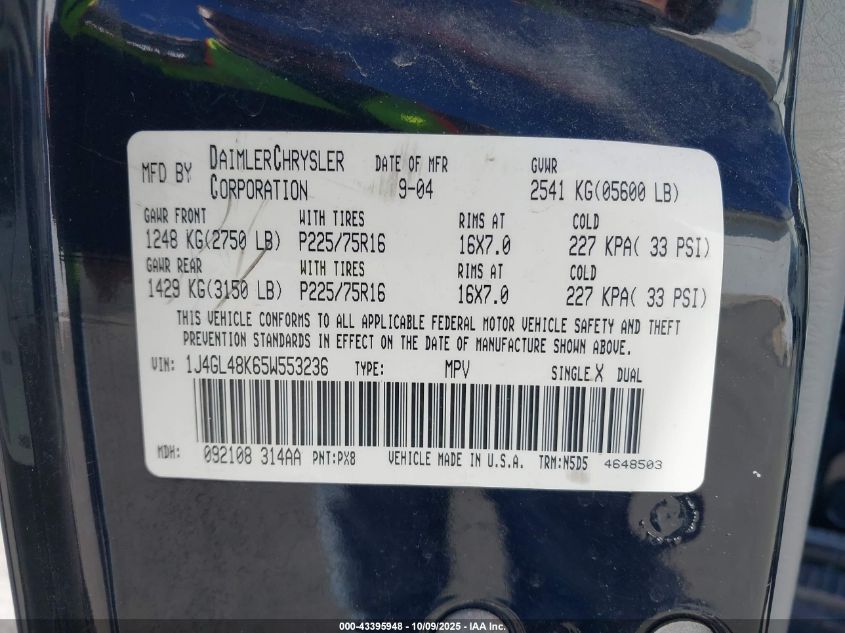 MFD BY DAIMLERCHRYSLER CORPORATION DATE OF MFR 9-04 GVWR 2541 KG(05600 LB)
GAWR FRONT WITH TIRES RIMS AT COLD
1248 KG(2750 LB) P225/75R16 16X7.0 227 KPA( 33 PSI)
GAWR REAR WITH TIRES RIMS AT COLD
1429 KG(3150 LB) P225/75R16 16X7.0 227 KPA( 33 PSI)
THIS VEHICLE CONFORMS TO ALL APPLICABLE FEDERAL MOTOR VEHICLE SAFETY AND THEFT
PREVENTION STANDARDS IN EFFECT ON THE DATE OF MANUFACTURE SHOWN ABOVE.
VIN: 1J4GL48K65W553236 TYPE: MPV SINGLE X DUAL
MDH: 092108 314AA PNT:PX8 VEHICLE MADE IN U.S.A. TRM:N5D5 4648503
000-43395948 - 10/09/2025 - IAA Inc.